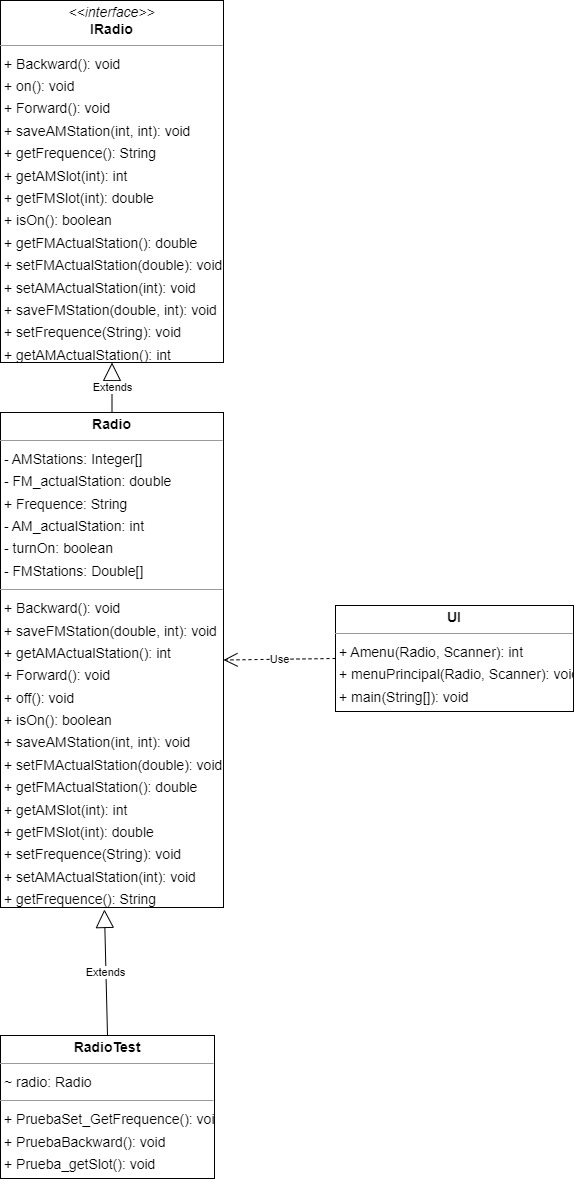 <<interface>>
IRadio
+ Backward(): void
+ on(): void
+ Forward(): void
+ saveAMStation(int, int): void
+ getFrequence(): String
+ getAMSlot(int): int
+ getFMSlot(int): double
+ isOn(): boolean
+ getFMActualStation(): double
+ setFMActualStation(double): void
+ setAMActualStation(int): void
+ saveFMStation(double, int): void
+ setFrequence(String): void
+ getAMActualStation(): int
Extends
Radio
- AMStations: Integer[]
- FM_actualStation: double
+ Frequence: String
- AM_actualStation: int
- turnOn: boolean
- FMStations: Double[]
+ Backward(): void
+ saveFMStation(double, int): void
+ getAMActualStation(): int
+ Forward(): void
+ off(): void
+ isOn(): boolean
+ saveAMStation(int, int): void
+ setFMActualStation(double): void
+ getFMActualStation(): double
+ getAMSlot(int): int
+ getFMSlot(int): double
+ setFrequence(String): void
+ setAMActualStation(int): void
+ getFrequence(): String
Use
UI
+ Amenu(Radio, Scanner): int
+ menuPrincipal(Radio, Scanner): voi
+ main(String[]): void
Extends
RadioTest
~ radio: Radio
+ PruebaSet_GetFrequence(): voi
+ PruebaBackward(): void
+ Prueba_getSlot(): void